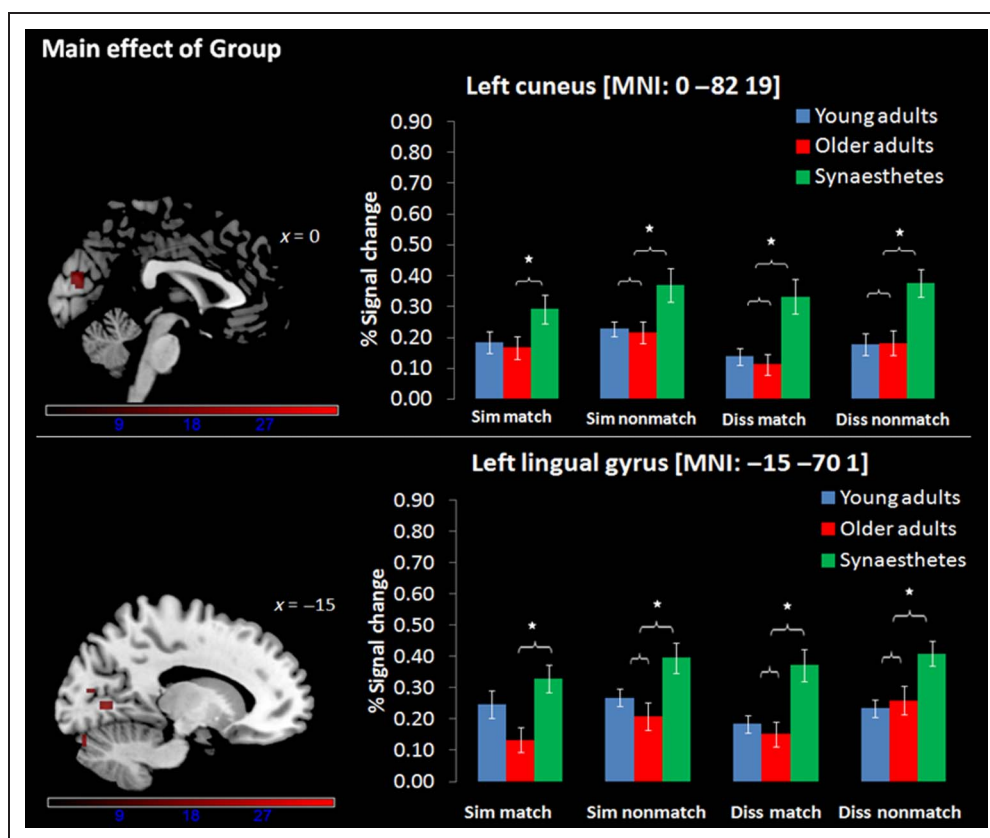 Main effect of Group
Left cuneus [MNI: 0 –82 19]
Young adults
Older adults
Synaesthetes
x = 0
% Signal change
0.90
0.80
0.70
0.60
0.50
0.40
0.30
0.20
0.10
0.00
Sim match Sim nonmatch Diss match Diss nonmatch
9 18 27
Left lingual gyrus [MNI: –15 –70 1]
Young adults
Older adults
Synaesthetes
x = –15
% Signal change
0.90
0.80
0.70
0.60
0.50
0.40
0.30
0.20
0.10
0.00
Sim match Sim nonmatch Diss match Diss nonmatch
9 18 27